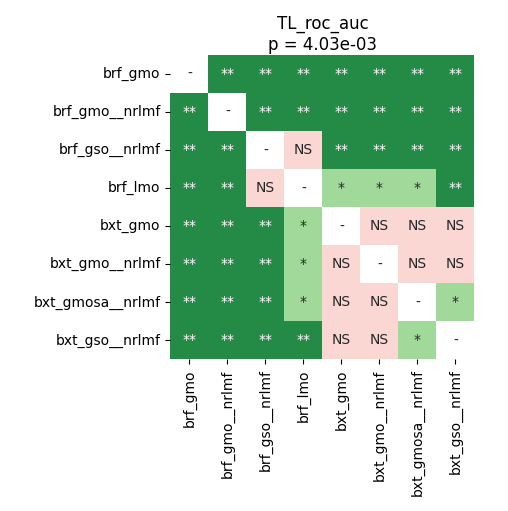 TL_roc_auc
p = 4.03e-03
brf_gmo - ** ** ** ** ** ** **
brf_gmo__nrlmf ** - ** ** ** ** ** **
brf_gso__nrlmf ** ** - NS ** ** ** **
brf_lmo ** ** NS - * * * **
bxt_gmo ** ** ** * - NS NS NS
bxt_gmo__nrlmf ** ** ** * NS - NS NS
bxt_gmosa__nrlmf ** ** ** * NS NS - *
bxt_gso__nrlmf ** ** ** ** NS NS * -
brf_gmo
brf_gmo__nrlmf
brf_gso__nrlmf
brf_lmo
bxt_gmo
bxt_gmo__nrlmf
bxt_gmosa__nrlmf
bxt_gso__nrlmf